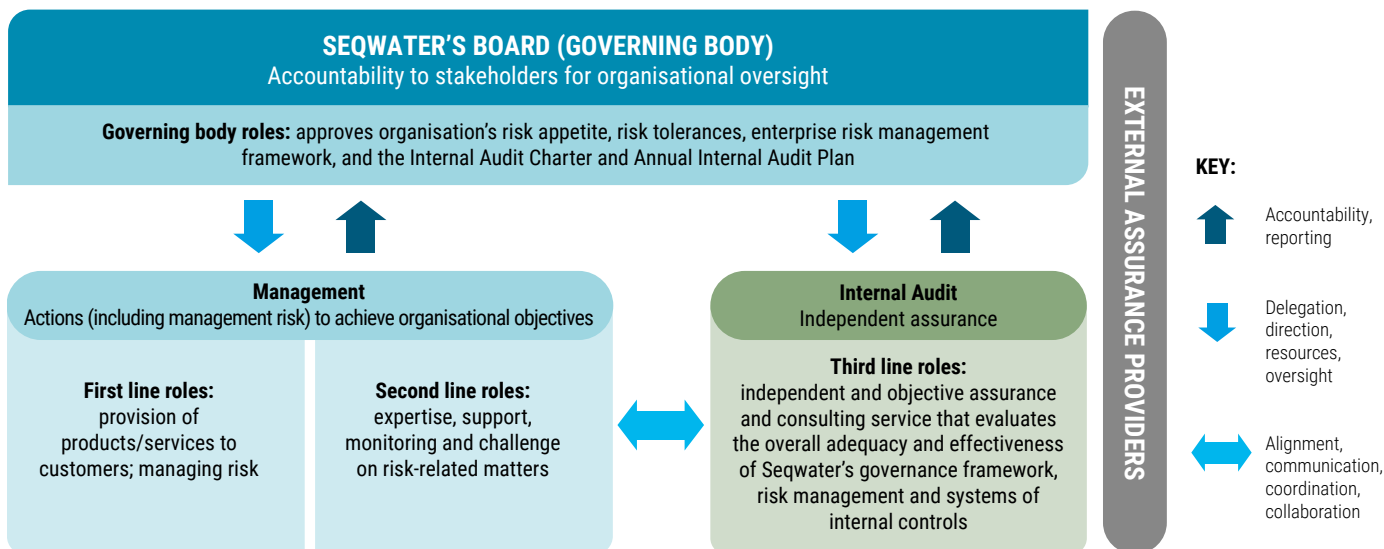 SEQWATER'S BOARD (GOVERNING BODY)
Accountability to stakeholders for organisational oversight
Governing body roles: approves organisation's risk appetite, risk tolerances, enterprise risk management
framework, and the Internal Audit Charter and Annual Internal Audit Plan
Management
Actions (including management risk) to achieve organisational objectives
First line roles:
provision of
products/services to
customers; managing risk
Second line roles:
expertise, support,
monitoring and challenge
on risk-related matters
Internal Audit
Independent assurance
Third line roles:
independent and objective assurance
and consulting service that evaluates
the overall adequacy and effectiveness
of Seqwater's governance framework,
risk management and systems of
internal controls
EXTERNAL ASSURANCE PROVIDERS
KEY:
Accountability,
reporting
Delegation,
direction,
resources,
oversight
Alignment,
communication,
coordination,
collaboration